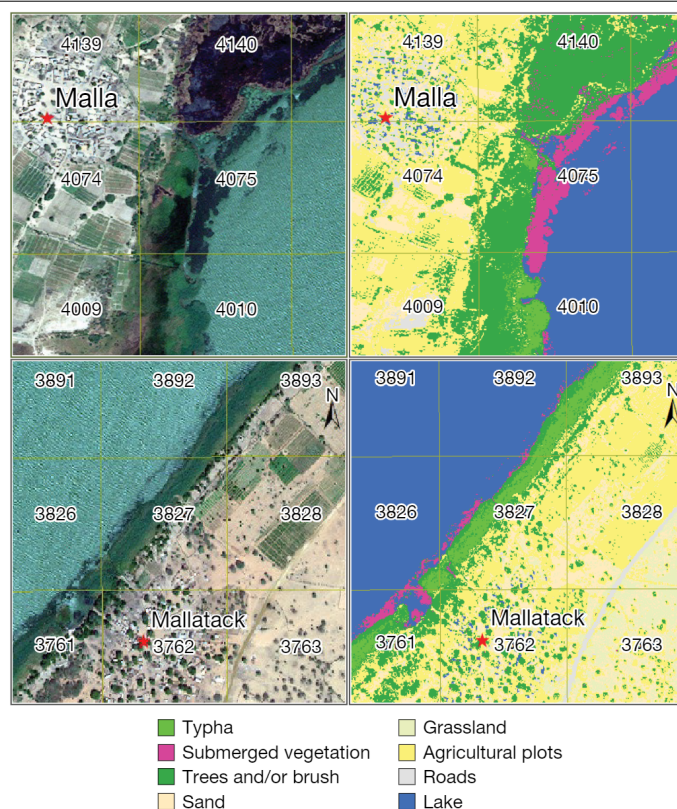 4139 4140 4139 4140
Malla Malla
4074 4075 4074 4075
4009 4010 4009 4010
3891 3892 3893 3891 3892 3893
N N
3826 3827 3828 3826 3827 3828
Mallatack Mallatack
3761 3762 3763 3761 3762 3763
Typha Grassland
Submerged vegetation Agricultural plots
Trees and/or brush Roads
Sand Lake